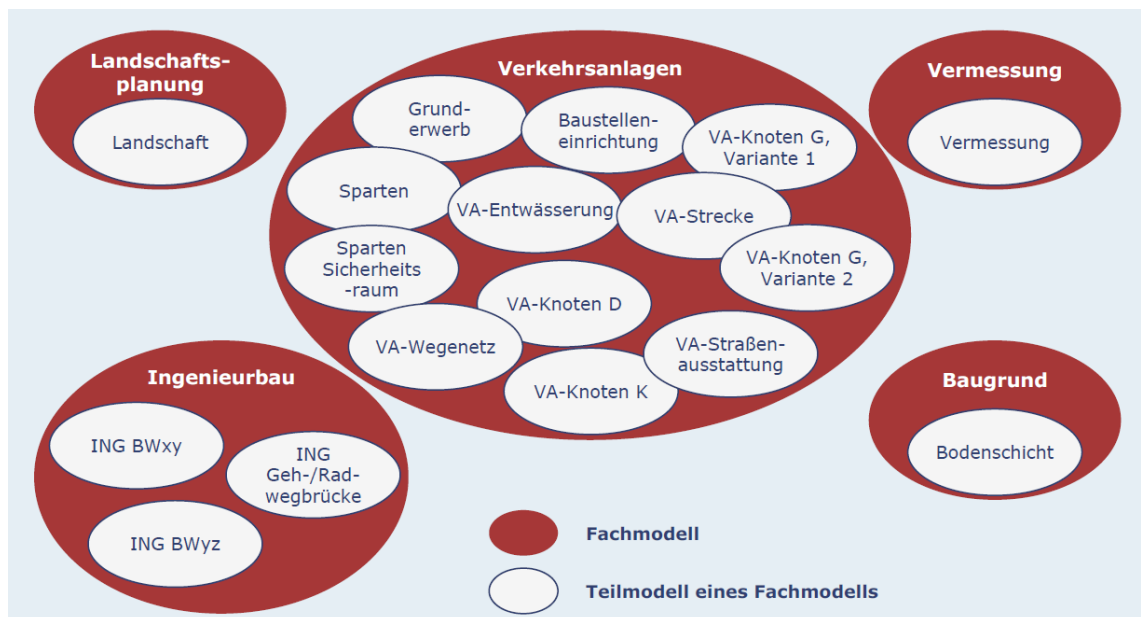 Landschafts-
planung
Landschaft
Verkehrsanlagen
Grund-
erwerb
Baustellen-
einrichtung
VA-Knoten G,
Variante 1
Sparten
VA-Entwässerung
VA-Strecke
Sparten
Sicherheits
-raum
VA-Knoten G,
Variante 2
VA-Knoten D
VA-Wegenetz
VA-Straßen-
ausstattung
VA-Knoten K
Vermessung
Vermessung
Ingenieurbau
ING BWxy
ING
Geh-/Rad-
wegbrücke
ING BWyz
Baugrund
Bodenschicht
Fachmodell
Teilmodell eines Fachmodells